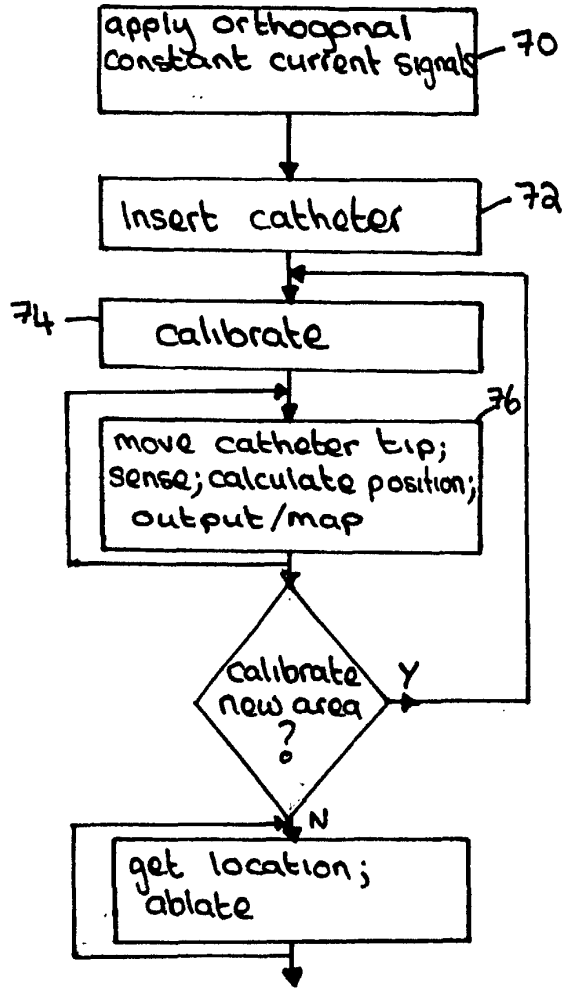 apply orthogonal
constant current signals
70
Insert catheter
72
74
calibrate
76
move catheter tip;
sense; calculate position;
output/map
calibrate
new area
?
Y
N
get location;
ablate